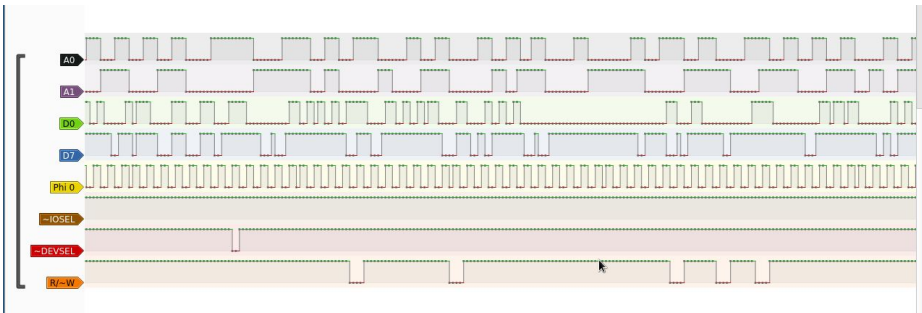 A0
A1
D0
D7
Phi 0
~IOSEL
~DEVSEL
R/~W